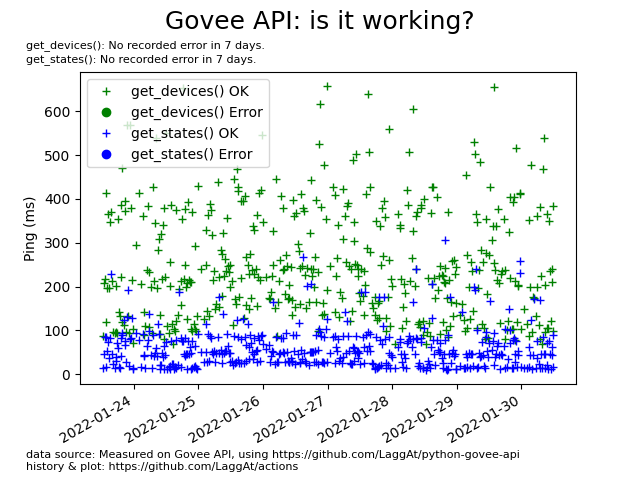 Govee API: is it working?
get_devices(): No recorded error in 7 days.
get_states(): No recorded error in 7 days.
get_devices() OK
get_devices() Error
get_states() OK
get_states() Error
Ping (ms)
600
500
400
300
200
100
0
2022-01-24
2022-01-25
2022-01-26
2022-01-27
2022-01-28
2022-01-29
2022-01-30
data source: Measured on Govee API, using https://github.com/LaggAt/python-govee-api
history & plot: https://github.com/LaggAt/actions